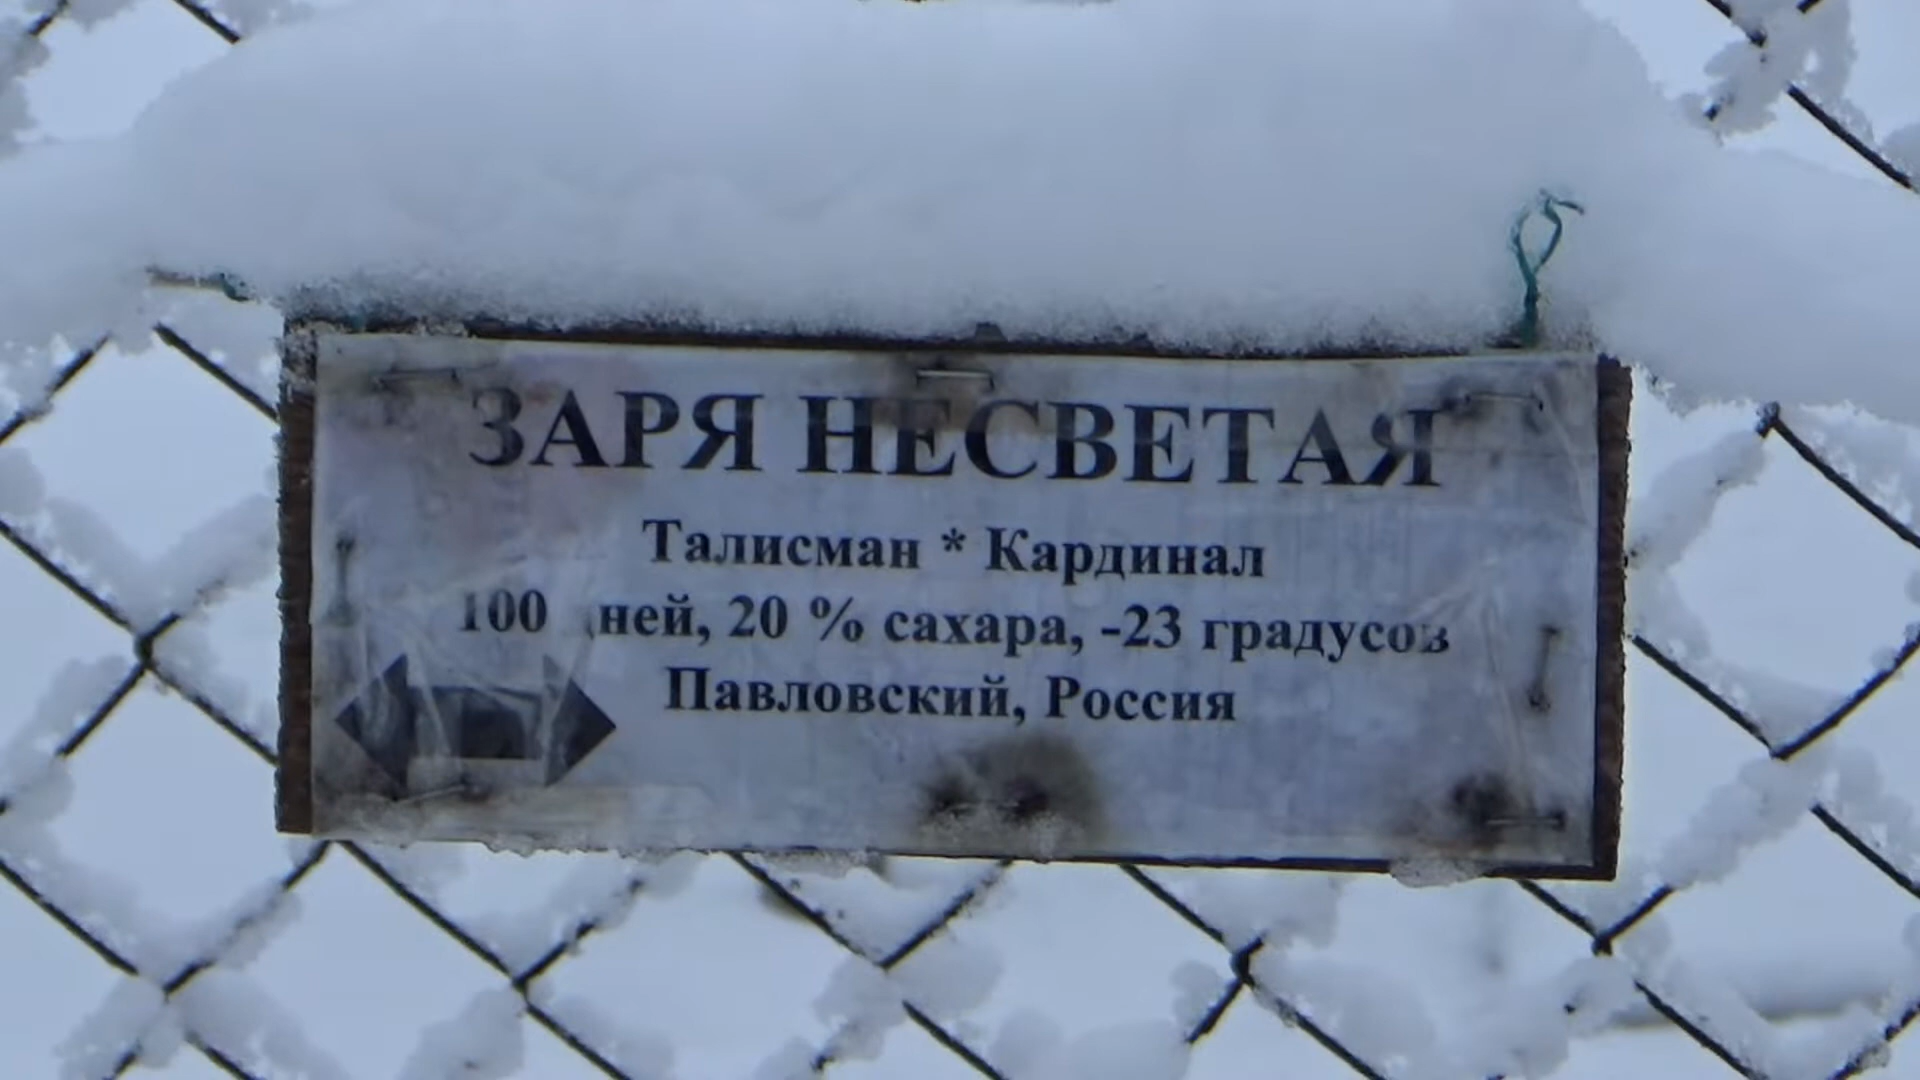 ЗАРЯ НЕСВЕТАЯ
Талисман * Кардинал
100 дней, 20 % сахара, -23 градусов
Павловский, Россия